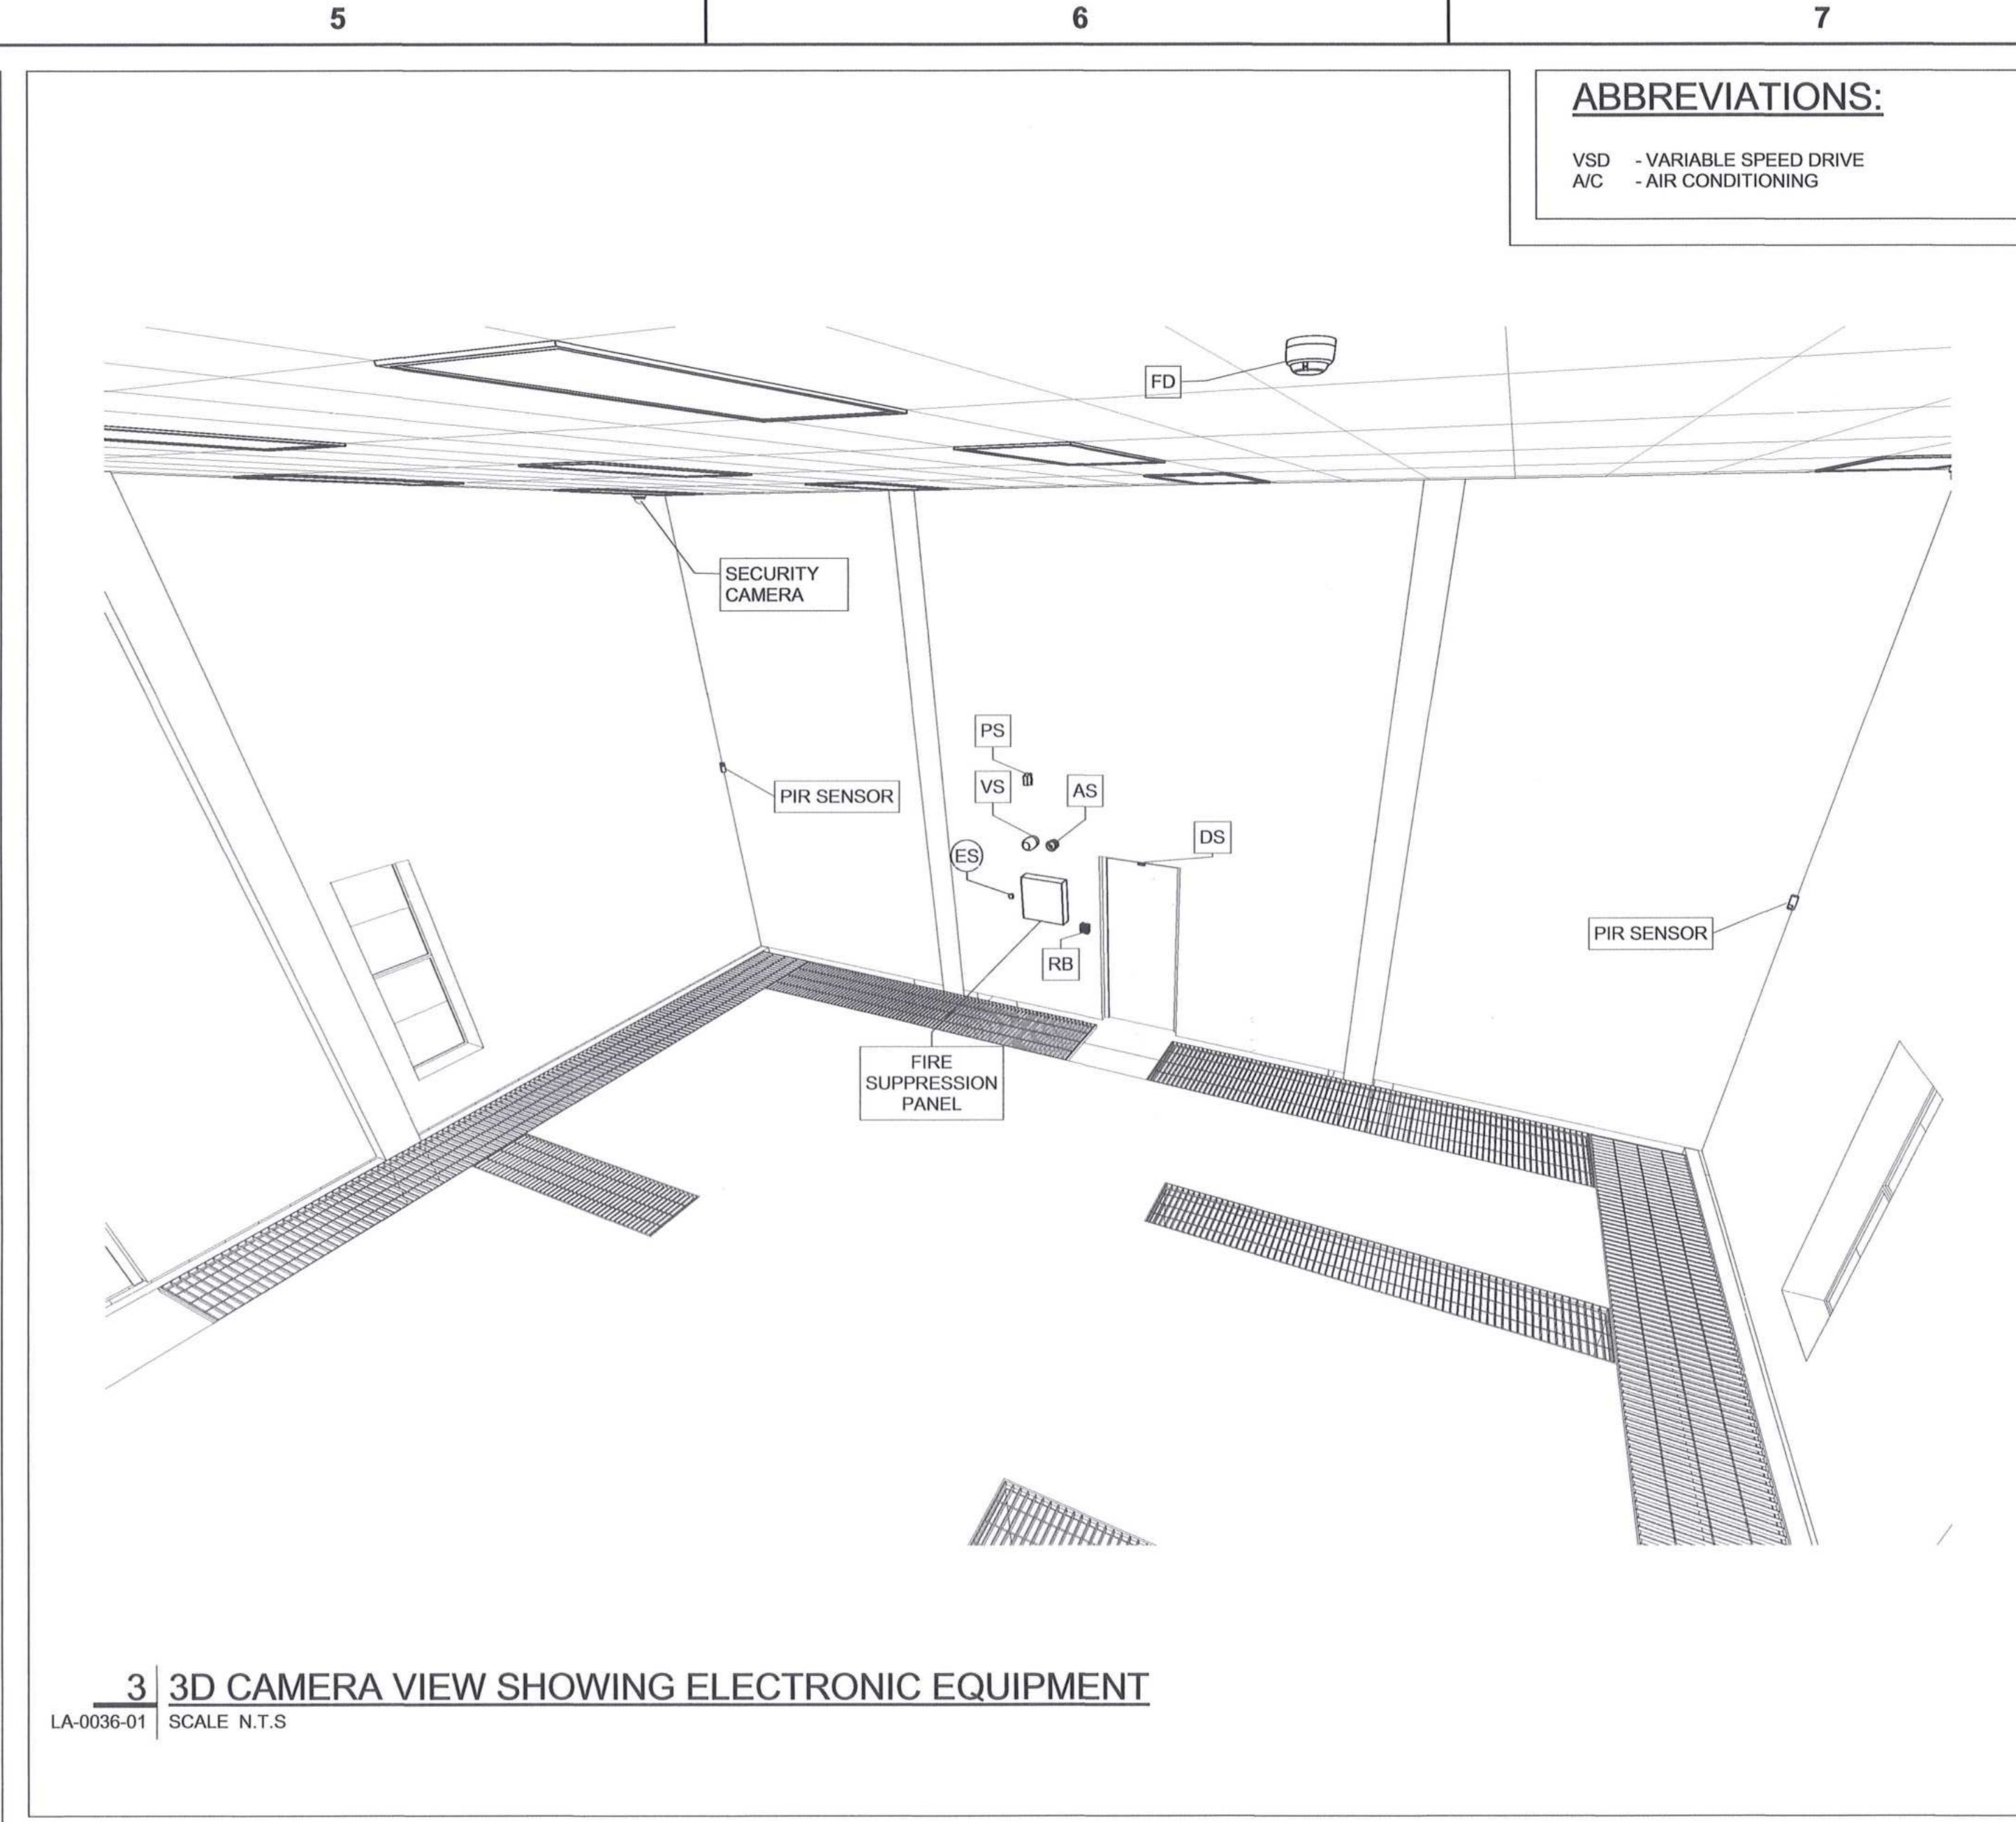 5
6
7
ABBREVIATIONS:
VSD - VARIABLE SPEED DRIVE
A/C - AIR CONDITIONING
FD
SECURITY
CAMERA
PS
VS
AS
PIR SENSOR
DS
ES
PIR SENSOR
RB
FIRE
SUPPRESSION
PANEL
3 3D CAMERA VIEW SHOWING ELECTRONIC EQUIPMENT
LA-0036-01 SCALE N.T.S